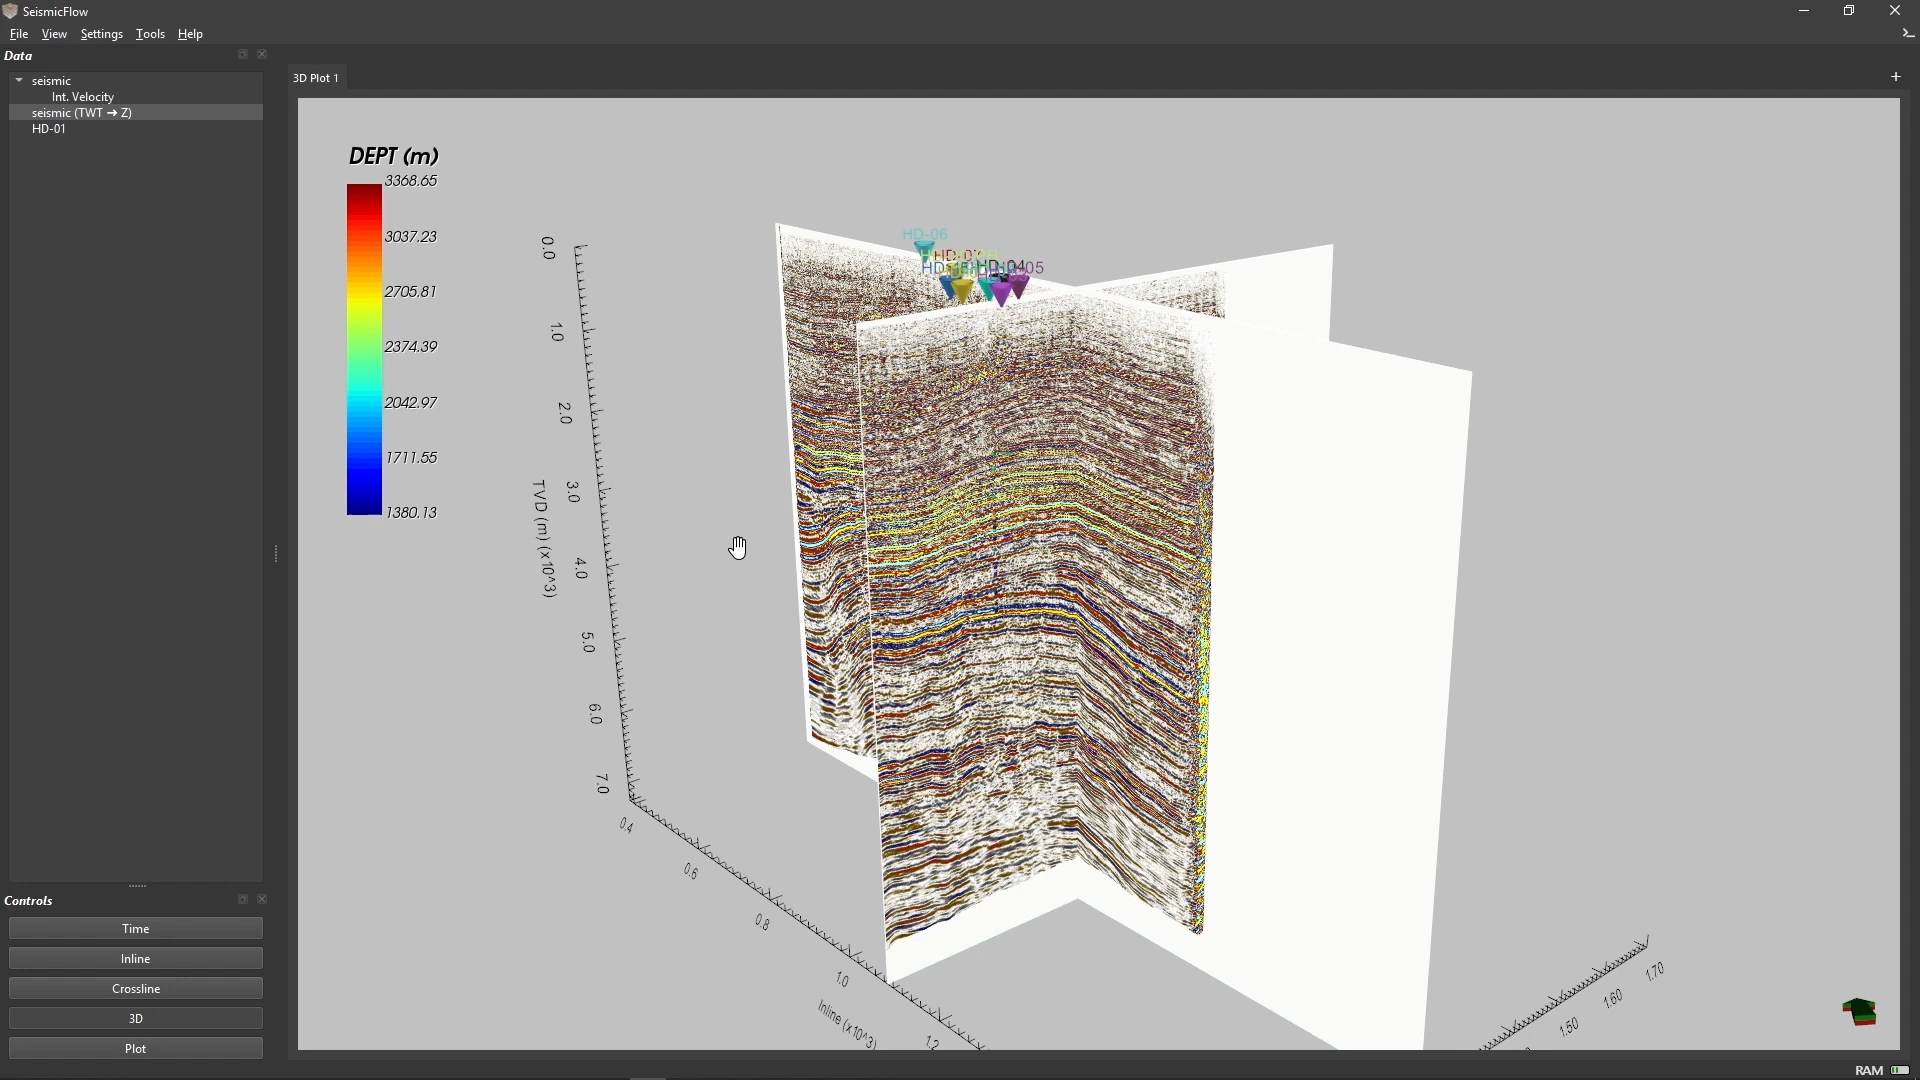 SeismicFlow
File View Settings Tools Help
Data
seismic
Int. Velocity
seismic (TWT ➔ Z)
HD-01
3D Plot 1
DEPT (m)
3368.65
3037.23
2705.81
2374.39
2042.97
1711.55
1380.13
HD-06
HD-04
0.0
1.0
2.0
3.0
4.0
5.0
6.0
7.0
TVD (m) (x10^3)
0.4
0.6
0.8
1.0
1.2
Inline (x10^3)
1.50
1.60
1.70
Controls
Time
Inline
Crossline
3D
Plot
RAM